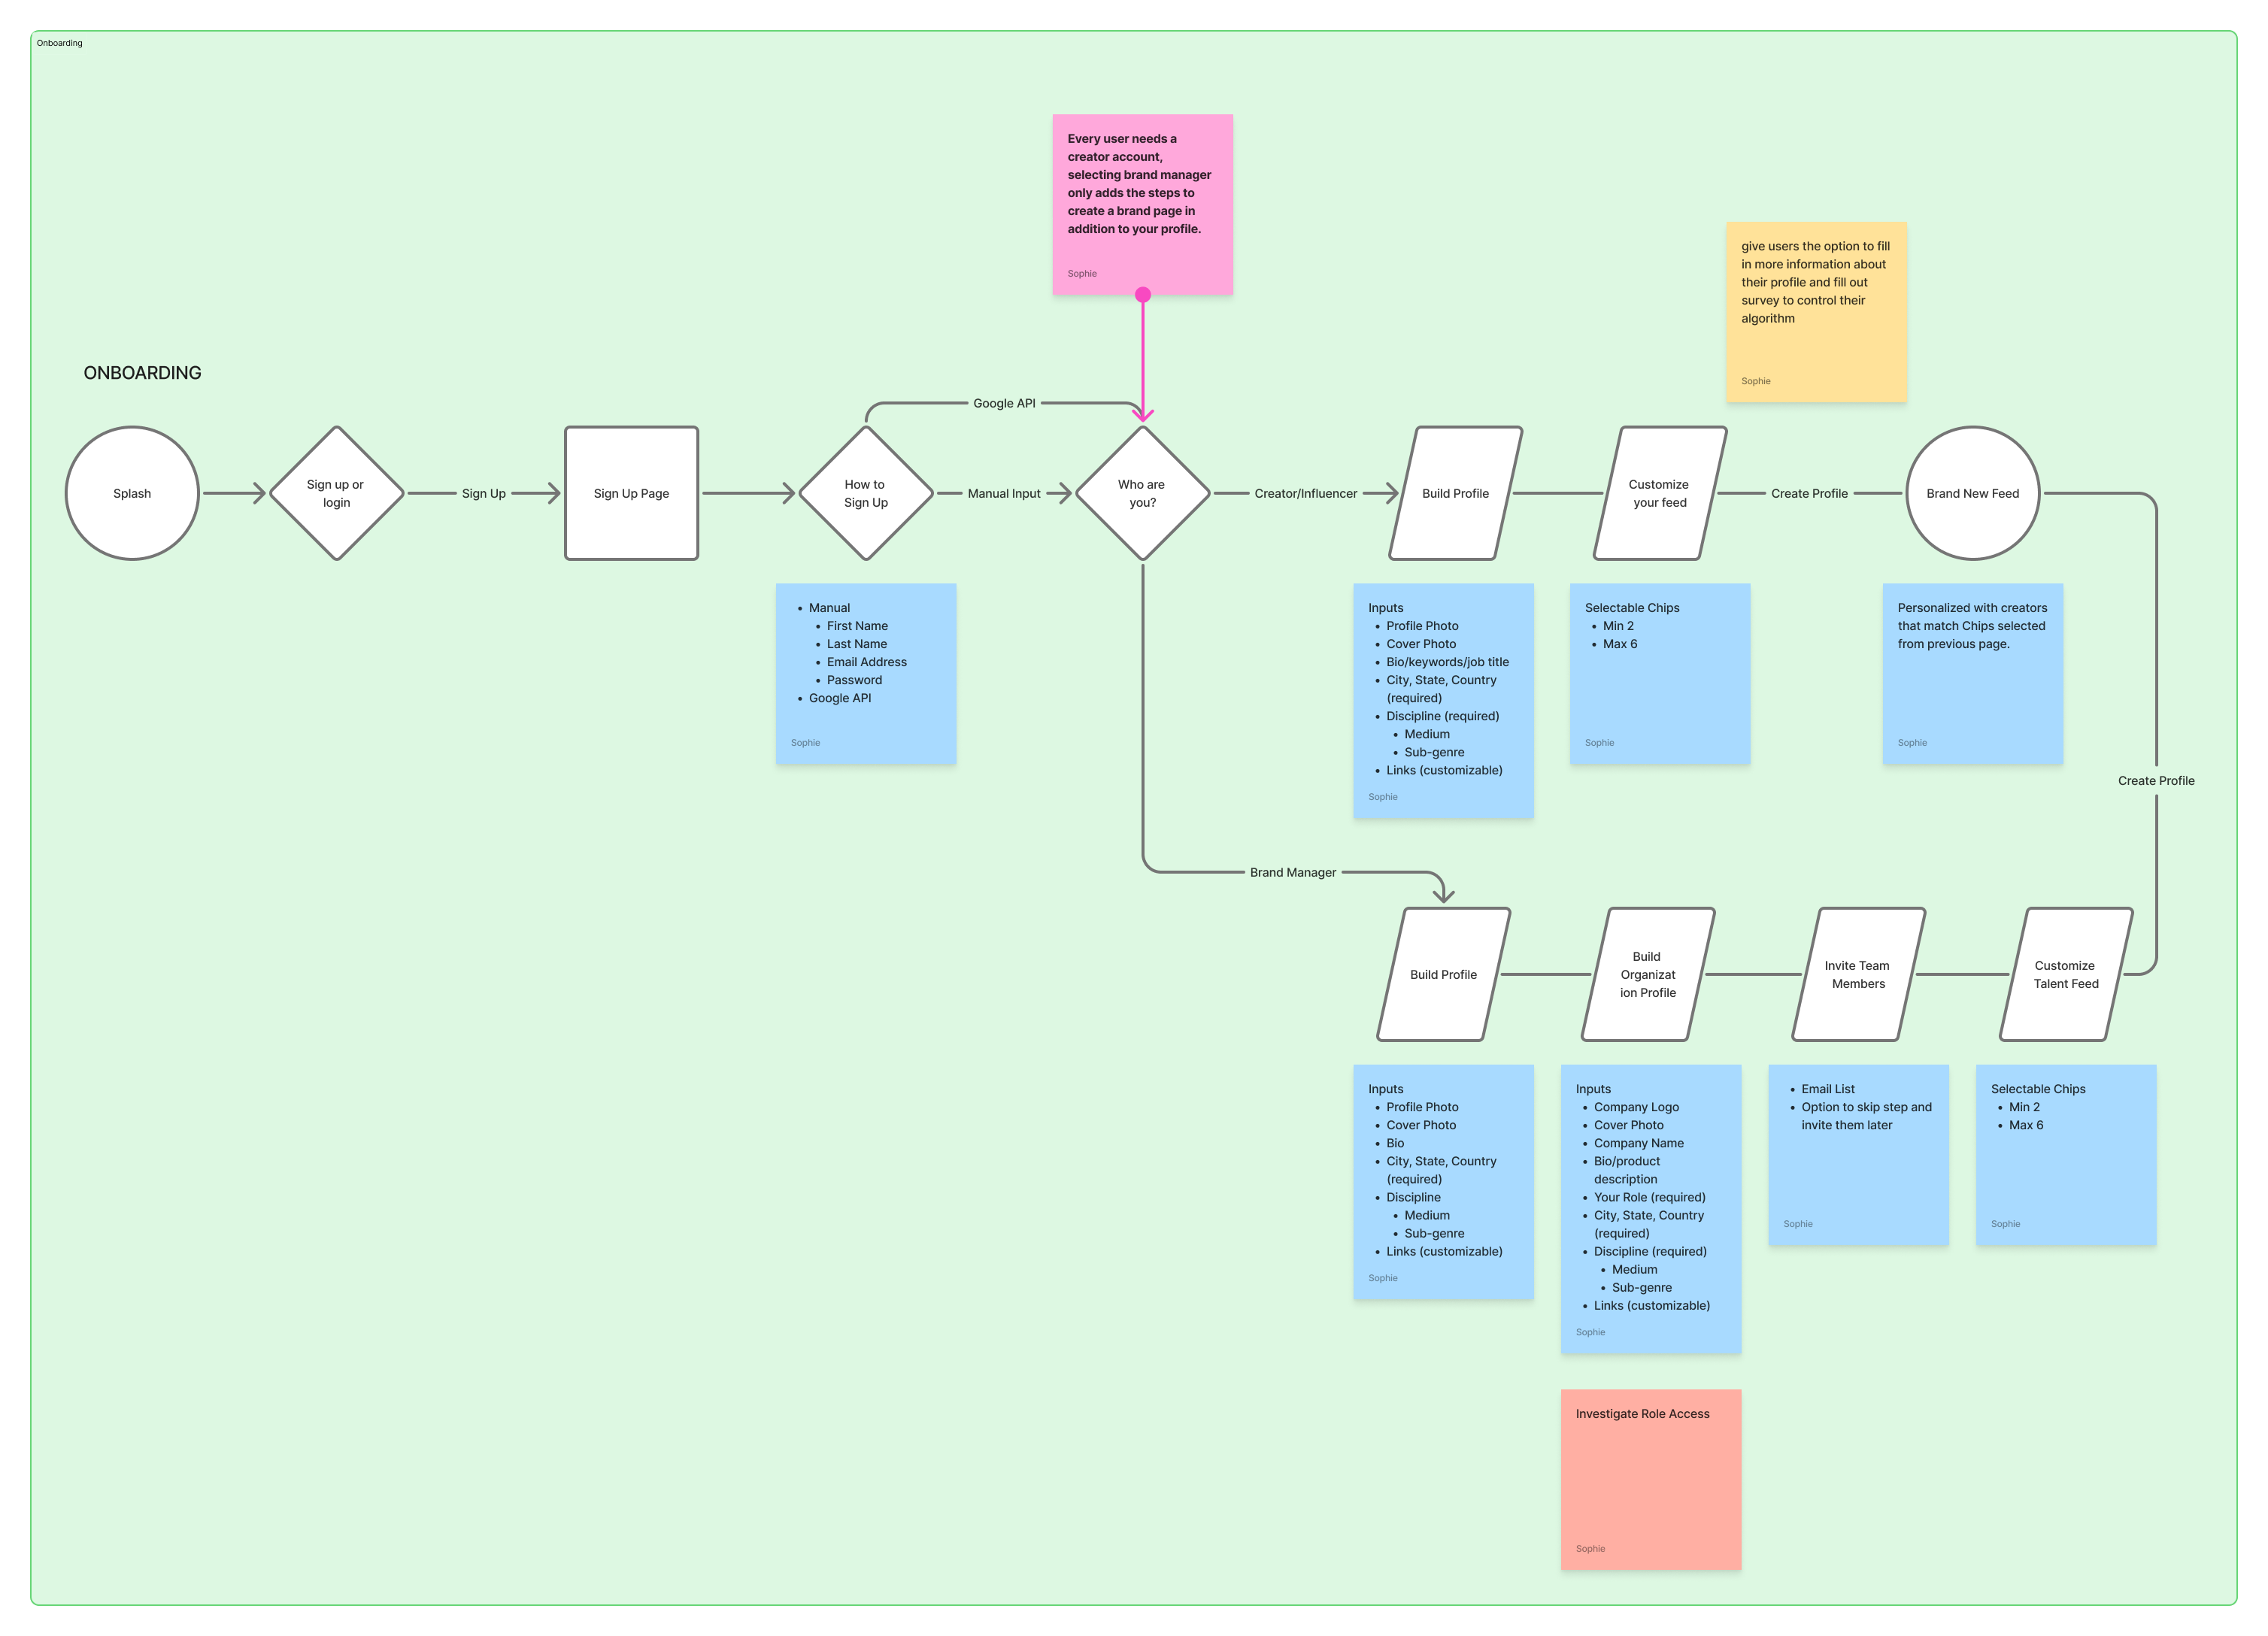 Onboarding
Every user needs a
creator account,
selecting brand manager
only adds the steps to
create a brand page in
addition to your profile.
Sophie
give users the option to fill
in more information about
their profile and fill out
survey to control their
algorithm
Sophie
ONBOARDING
Google API
Splash
Sign up or
login
Sign Up
Sign Up Page
How to
Sign Up
Manual Input
Who are
you?
Creator/Influencer
Build Profile
Customize
your feed
Create Profile
Brand New Feed
• Manual
• First Name
• Last Name
• Email Address
• Password
• Google API
Sophie
Inputs
• Profile Photo
• Cover Photo
• Bio/keywords/job title
• City, State, Country
(required)
• Discipline (required)
• Medium
• Sub-genre
• Links (customizable)
Sophie
Selectable Chips
• Min 2
• Max 6
Sophie
Personalized with creators
that match Chips selected
from previous page.
Sophie
Create Profile
Brand Manager
Build Profile
Build
Organizat
ion Profile
Invite Team
Members
Customize
Talent Feed
Inputs
• Profile Photo
• Cover Photo
• Bio
• City, State, Country
(required)
• Discipline
• Medium
• Sub-genre
• Links (customizable)
Sophie
Inputs
• Company Logo
• Cover Photo
• Company Name
• Bio/product
description
• Your Role (required)
• City, State, Country
(required)
• Discipline (required)
• Medium
• Sub-genre
• Links (customizable)
Sophie
• Email List
• Option to skip step and
invite them later
Sophie
Selectable Chips
• Min 2
• Max 6
Sophie
Investigate Role Access
Sophie